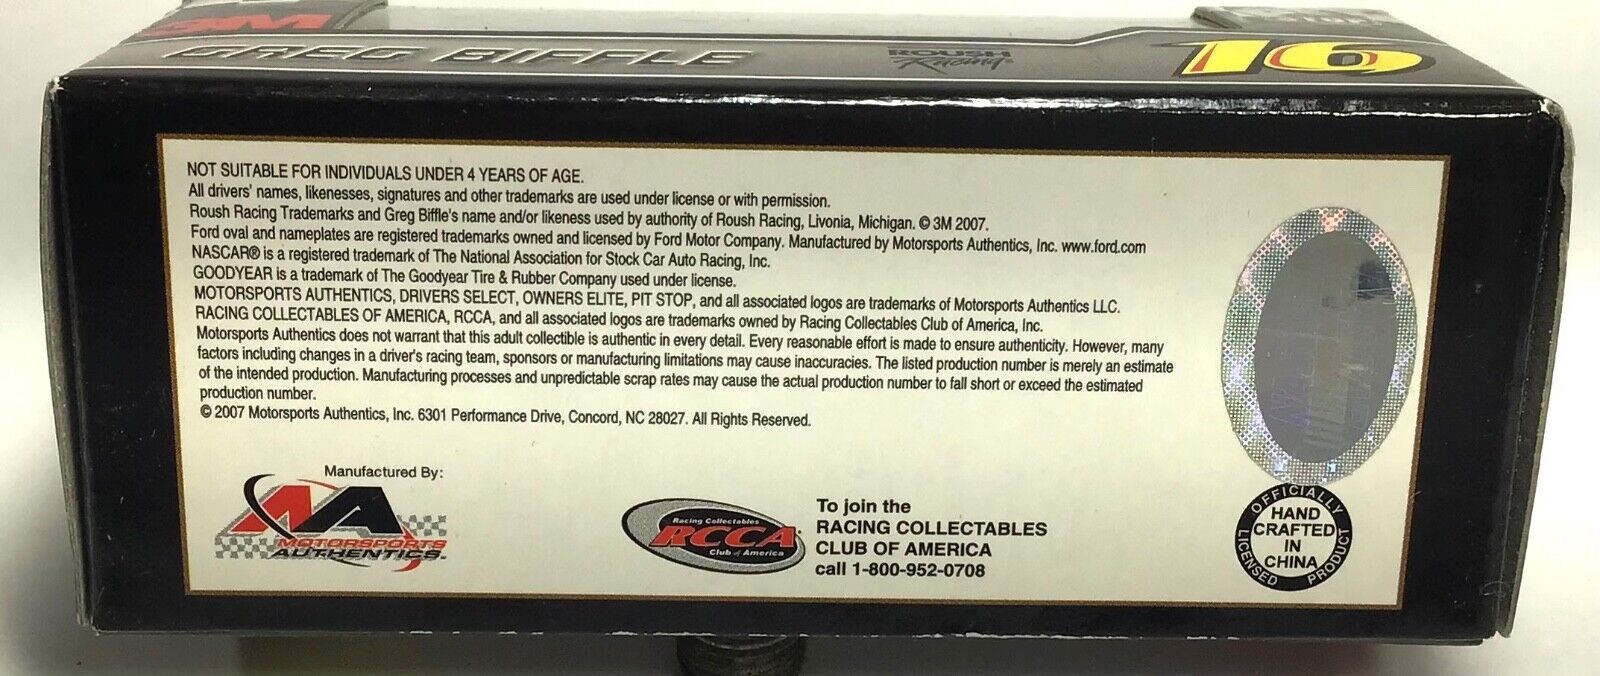 3M
GREG BIFFLE
ROUSH
Racing
16
NOT SUITABLE FOR INDIVIDUALS UNDER 4 YEARS OF AGE.
All drivers' names, likenesses, signatures and other trademarks are used under license or with permission.
Roush Racing Trademarks and Greg Biffle's name and/or likeness used by authority of Roush Racing, Livonia, Michigan. © 3M 2007.
Ford oval and nameplates are registered trademarks owned and licensed by Ford Motor Company. Manufactured by Motorsports Authentics, Inc. www.ford.com
NASCAR® is a registered trademark of The National Association for Stock Car Auto Racing, Inc.
GOODYEAR is a trademark of The Goodyear Tire & Rubber Company used under license.
MOTORSPORTS AUTHENTICS, DRIVERS SELECT, OWNERS ELITE, PIT STOP, and all associated logos are trademarks of Motorsports Authentics LLC.
RACING COLLECTABLES OF AMERICA, RCCA, and all associated logos are trademarks owned by Racing Collectables Club of America, Inc.
Motorsports Authentics does not warrant that this adult collectible is authentic in every detail. Every reasonable effort is made to ensure authenticity. However, many
factors including changes in a driver's racing team, sponsors or manufacturing limitations may cause inaccuracies. The listed production number is merely an estimate
of the intended production. Manufacturing processes and unpredictable scrap rates may cause the actual production number to fall short or exceed the estimated
production number.
© 2007 Motorsports Authentics, Inc. 6301 Performance Drive, Concord, NC 28027. All Rights Reserved.
Manufactured By:
MA
MOTORSPORTS
AUTHENTICS
Racing Collectables
RCCA
Club of America
To join the
RACING COLLECTABLES
CLUB OF AMERICA
call 1-800-952-0708
OFFICIALLY LICENSED PRODUCT
HAND
CRAFTED
IN
CHINA